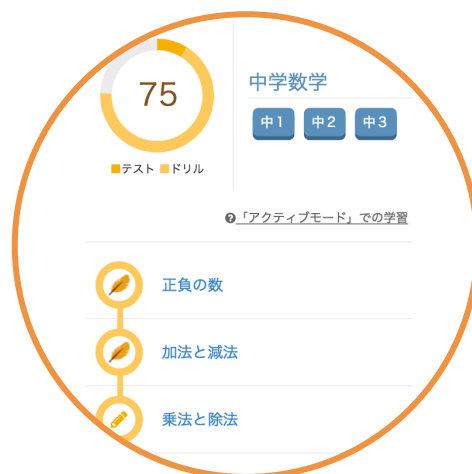 75
テスト ドリル
中学数学
中1 中2 中3
「アクティブモード」での学習
正負の数
加法と減法
乗法と除法